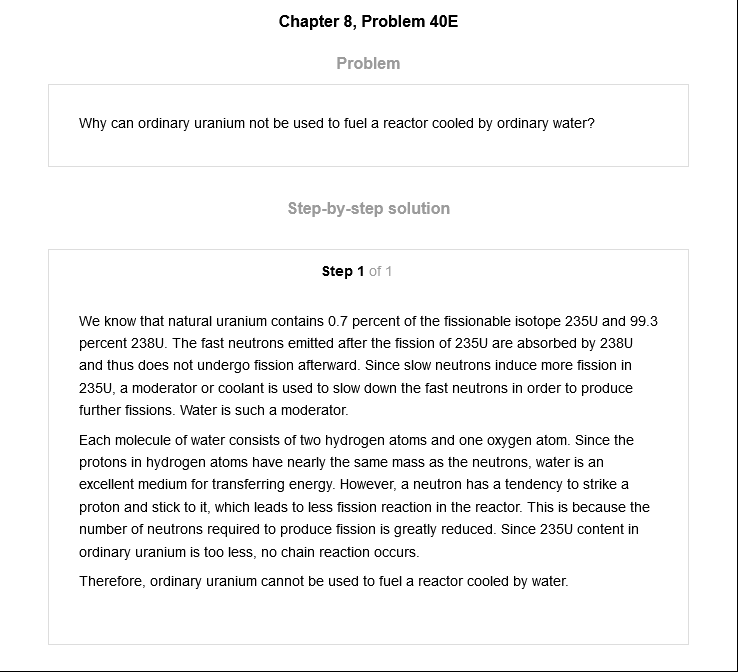 Chapter 8, Problem 40E
Problem
Why can ordinary uranium not be used to fuel a reactor cooled by ordinary water?
Step-by-step solution
Step 1 of 1
We know that natural uranium contains 0.7 percent of the fissionable isotope 235U and 99.3
percent 238U. The fast neutrons emitted after the fission of 235U are absorbed by 238U
and thus does not undergo fission afterward. Since slow neutrons induce more fission in
235U, a moderator or coolant is used to slow down the fast neutrons in order to produce
further fissions. Water is such a moderator.
Each molecule of water consists of two hydrogen atoms and one oxygen atom. Since the
protons in hydrogen atoms have nearly the same mass as the neutrons, water is an
excellent medium for transferring energy. However, a neutron has a tendency to strike a
proton and stick to it, which leads to less fission reaction in the reactor. This is because the
number of neutrons required to produce fission is greatly reduced. Since 235U content in
ordinary uranium is too less, no chain reaction occurs.
Therefore, ordinary uranium cannot be used to fuel a reactor cooled by water.